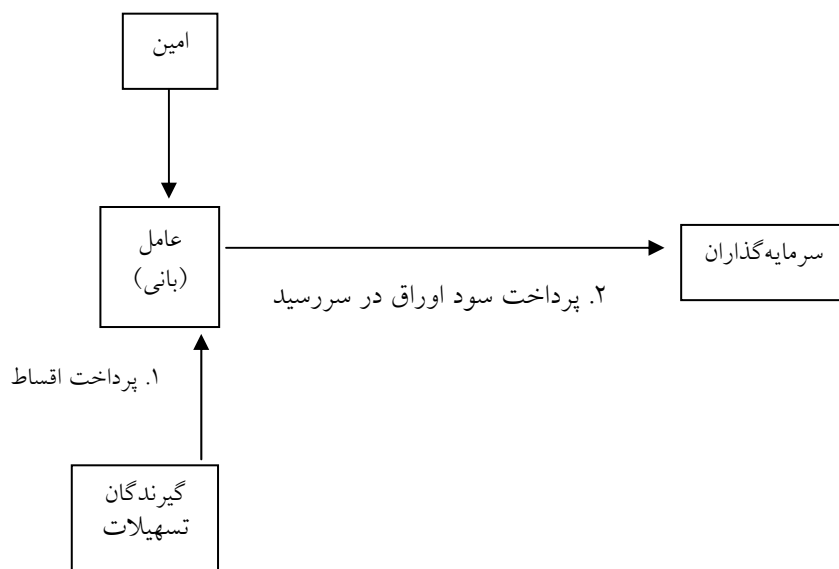 امین
عامل
(بانی)
سرمایه‌گذاران
۲. پرداخت سود اوراق در سررسید
۱. پرداخت اقساط
گیرندگان
تسهیلات